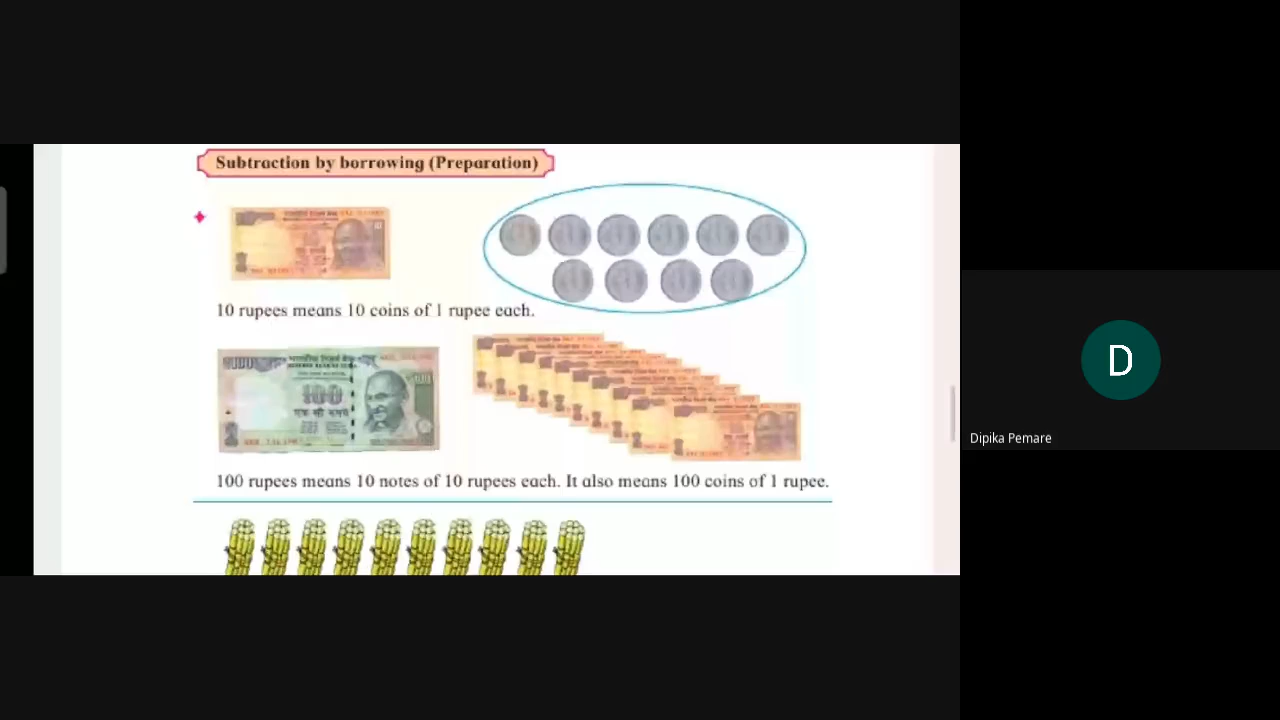 Subtraction by borrowing (Preparation)
10 rupees means 10 coins of 1 rupee each.
100
100 rupees means 10 notes of 10 rupees each. It also means 100 coins of 1 rupee.
D
Dipika Pemare